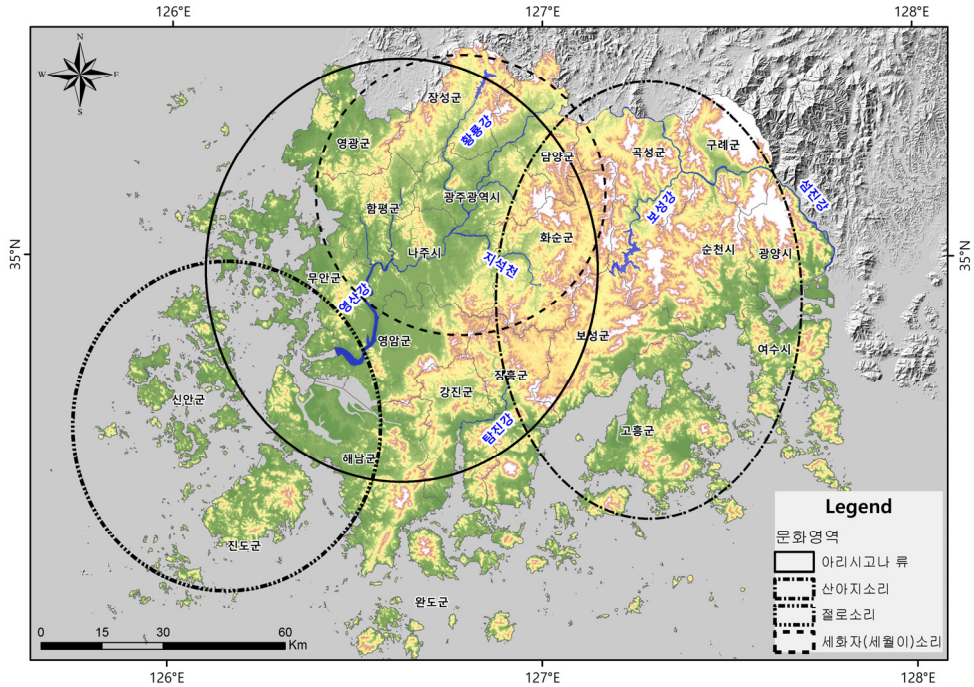 126°E
127°E
128°E
N
W
E
S
35°N
35°N
장성군
영광군
황룡강
담양군
곡성군
구례군
광주광역시
함평군
보성강
섬진강
화순군
나주시
순천시
광양시
지석천
무안군
영산강
영암군
보성군
여수시
장흥군
강진군
신안군
탐진강
고흥군
해남군
진도군
완도군
Legend
문화영역
아리시고나 류
산아지소리
절로소리
세화자(세월이)소리
0 15 30 60
Km
126°E
127°E
128°E